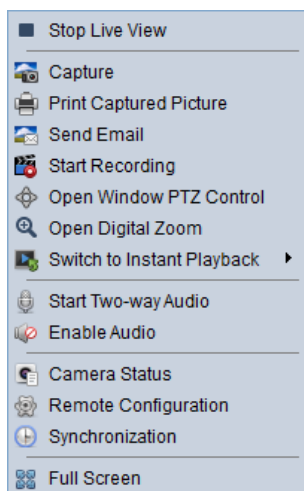 Stop Live View
Capture
Print Captured Picture
Send Email
Start Recording
Open Window PTZ Control
Open Digital Zoom
Switch to Instant Playback
Start Two-way Audio
Enable Audio
Camera Status
Remote Configuration
Synchronization
Full Screen